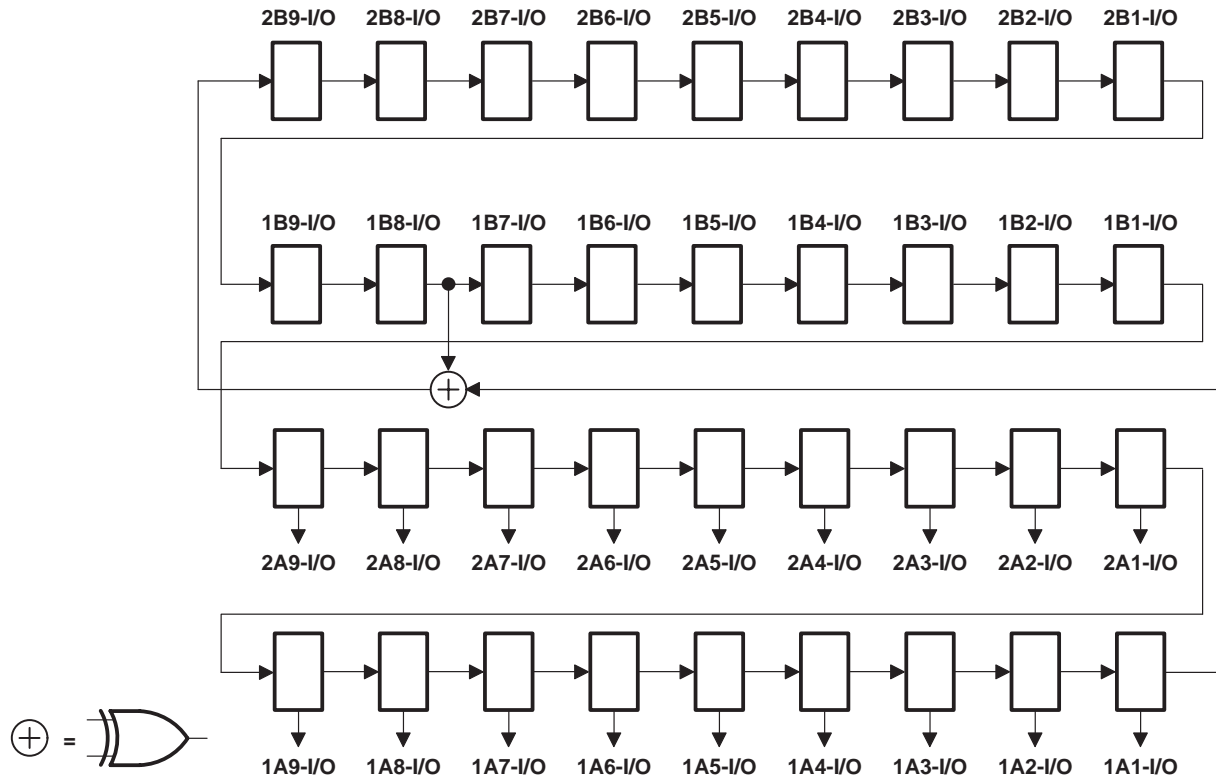 2B9-I/O 2B8-I/O 2B7-I/O 2B6-I/O 2B5-I/O 2B4-I/O 2B3-I/O 2B2-I/O 2B1-I/O
1B9-I/O 1B8-I/O 1B7-I/O 1B6-I/O 1B5-I/O 1B4-I/O 1B3-I/O 1B2-I/O 1B1-I/O
2A9-I/O 2A8-I/O 2A7-I/O 2A6-I/O 2A5-I/O 2A4-I/O 2A3-I/O 2A2-I/O 2A1-I/O
=
1A9-I/O 1A8-I/O 1A7-I/O 1A6-I/O 1A5-I/O 1A4-I/O 1A3-I/O 1A2-I/O 1A1-I/O